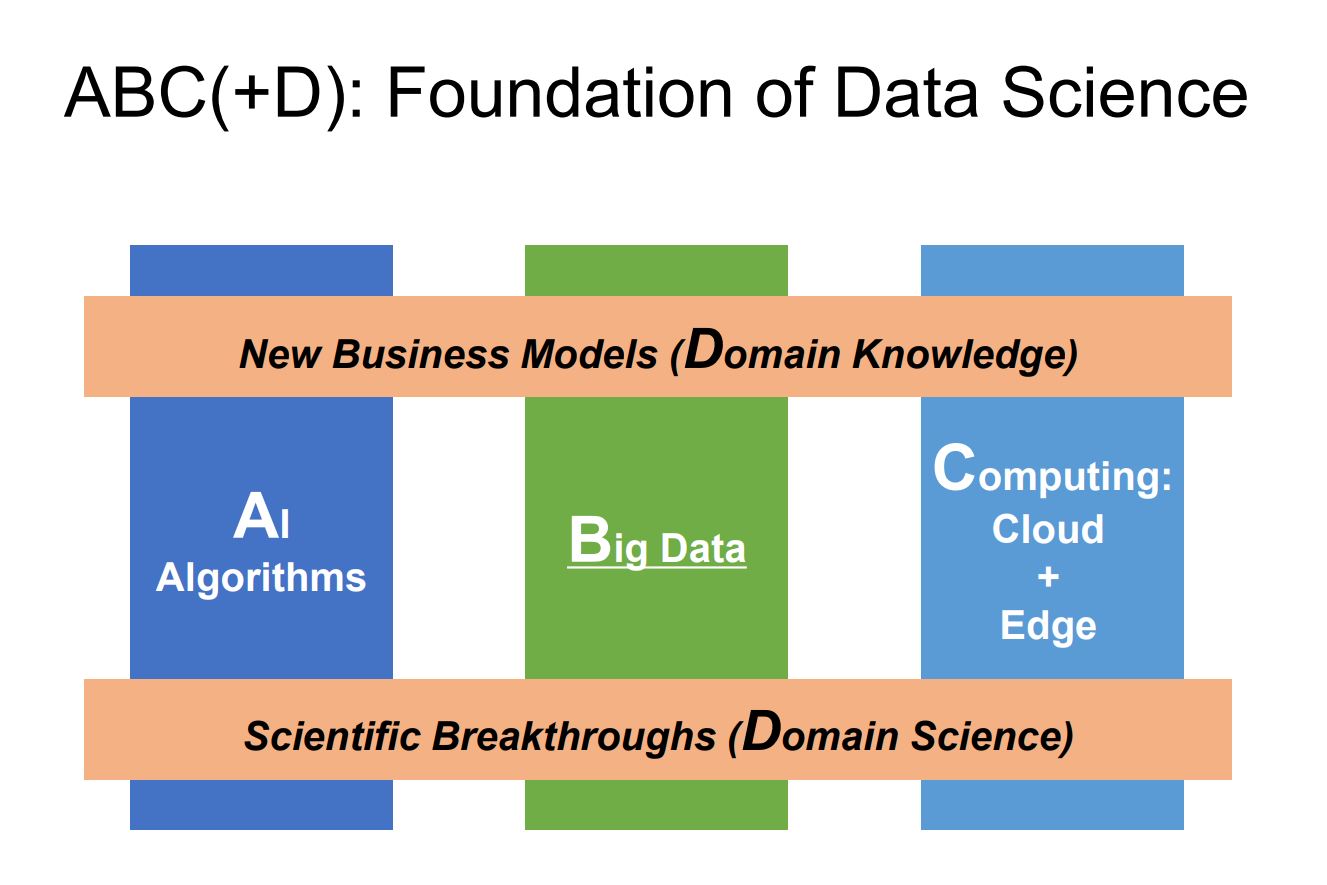 ABC(+D): Foundation of Data Science
New Business Models (Domain Knowledge)
AI
Algorithms
Big Data
Computing:
Cloud
+
Edge
Scientific Breakthroughs (Domain Science)